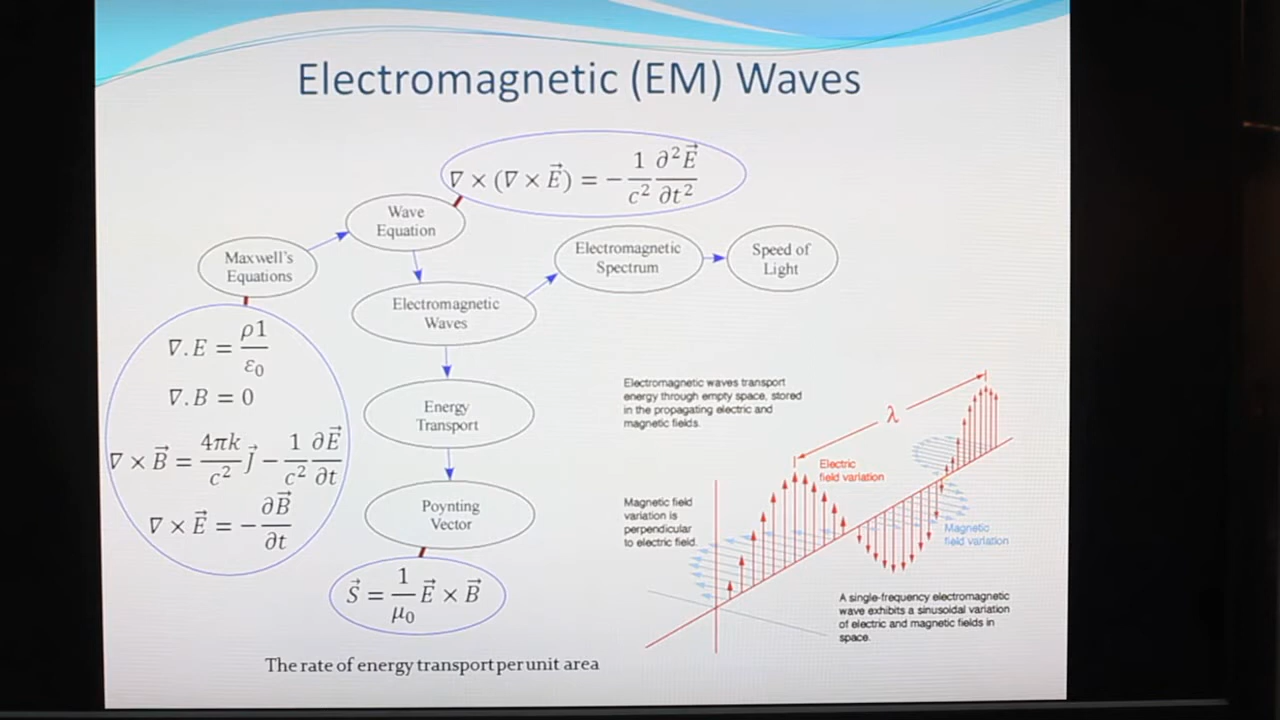 Electromagnetic (EM) Waves
∇ × (∇ × E⃗) = − 1/c² ∂²E⃗/∂t²
Wave
Equation
Maxwell's
Equations
Electromagnetic
Spectrum
Speed of
Light
Electromagnetic
Waves
∇. E = ρ1/ε₀
∇. B = 0
∇ × B⃗ = 4πk/c² J⃗ − 1/c² ∂E⃗/∂t
∇ × E⃗ = − ∂B⃗/∂t
Energy
Transport
Poynting
Vector
S⃗ = 1/μ₀ E⃗ × B⃗
The rate of energy transport per unit area
Electromagnetic waves transport
energy through empty space, stored
in the propagating electric and
magnetic fields.
λ
Electric
field variation
Magnetic field
variation is
perpendicular
to electric field.
Magnetic
field variation
A single-frequency electromagnetic
wave exhibits a sinusoidal variation
of electric and magnetic fields in
space.